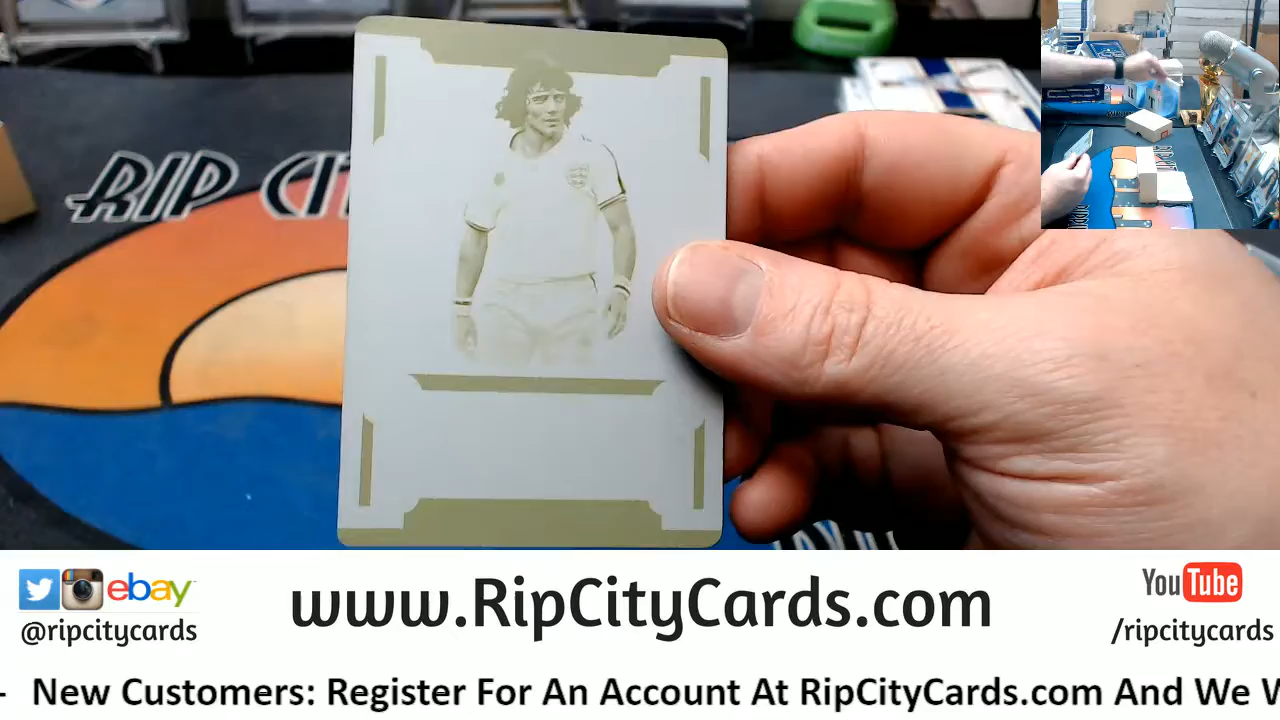 RIP CI
ebay
@ripcitycards
www.RipCityCards.com
YouTube
/ripcitycards
- New Customers: Register For An Account At RipCityCards.com And We W